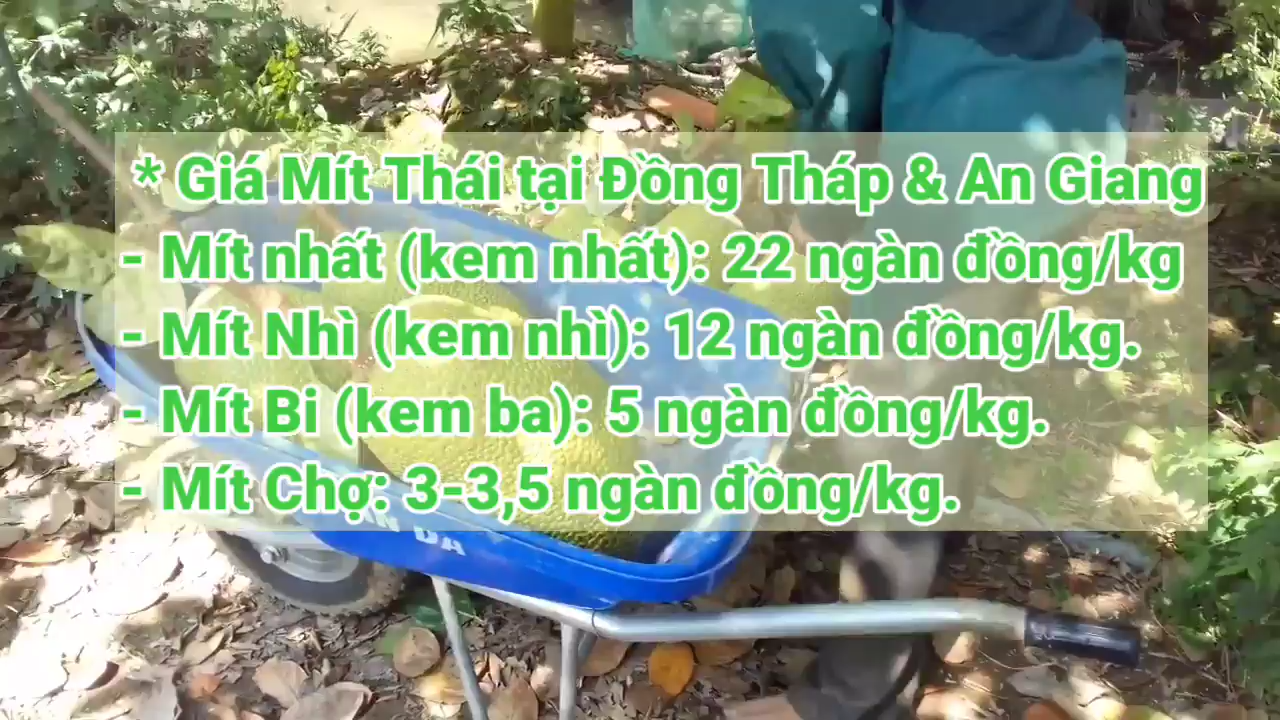 * Giá Mít Thái tại Đồng Tháp & An Giang
- Mít nhất (kem nhất): 22 ngàn đồng/kg
- Mít Nhì (kem nhì): 12 ngàn đồng/kg.
- Mít Bi (kem ba): 5 ngàn đồng/kg.
- Mít Chợ: 3-3,5 ngàn đồng/kg.